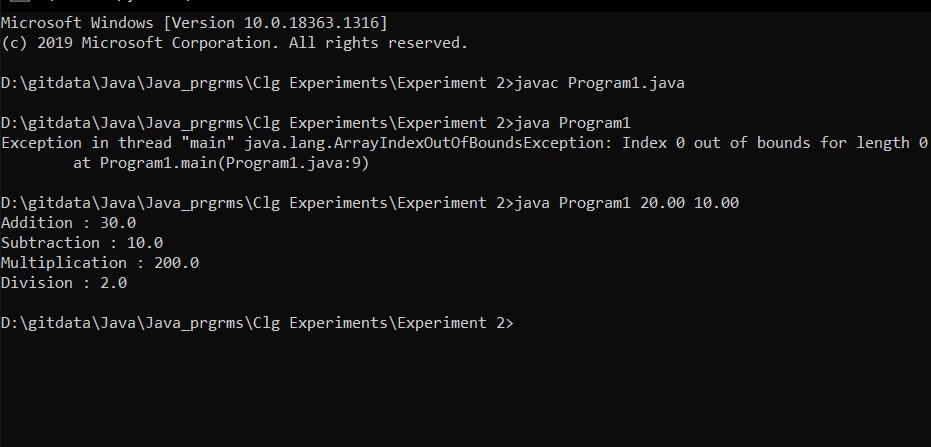 Microsoft Windows [Version 10.0.18363.1316]
(c) 2019 Microsoft Corporation. All rights reserved.
D:\gitdata\Java\Java_prgrms\Clg Experiments\Experiment 2>javac Program1.java
D:\gitdata\Java\Java_prgrms\Clg Experiments\Experiment 2>java Program1
Exception in thread "main" java.lang.ArrayIndexOutOfBoundsException: Index 0 out of bounds for length 0
at Program1.main(Program1.java:9)
D:\gitdata\Java\Java_prgrms\Clg Experiments\Experiment 2>java Program1 20.00 10.00
Addition : 30.0
Subtraction : 10.0
Multiplication : 200.0
Division : 2.0
D:\gitdata\Java\Java_prgrms\Clg Experiments\Experiment 2>